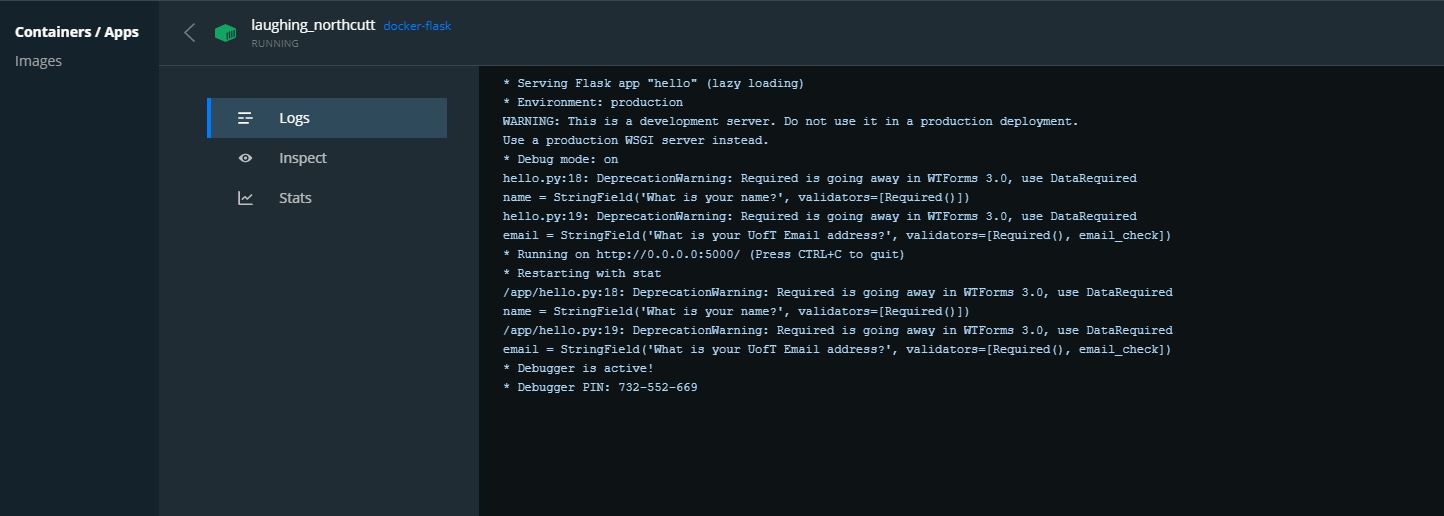 Containers / Apps
Images
laughing_northcutt docker-flask
RUNNING
Logs
Inspect
Stats
* Serving Flask app "hello" (lazy loading)
* Environment: production
WARNING: This is a development server. Do not use it in a production deployment.
Use a production WSGI server instead.
* Debug mode: on
hello.py:18: DeprecationWarning: Required is going away in WTForms 3.0, use DataRequired
name = StringField('What is your name?', validators=[Required()])
hello.py:19: DeprecationWarning: Required is going away in WTForms 3.0, use DataRequired
email = StringField('What is your UofT Email address?', validators=[Required(), email_check])
* Running on http://0.0.0.0:5000/ (Press CTRL+C to quit)
* Restarting with stat
/app/hello.py:18: DeprecationWarning: Required is going away in WTForms 3.0, use DataRequired
name = StringField('What is your name?', validators=[Required()])
/app/hello.py:19: DeprecationWarning: Required is going away in WTForms 3.0, use DataRequired
email = StringField('What is your UofT Email address?', validators=[Required(), email_check])
* Debugger is active!
* Debugger PIN: 732-552-669